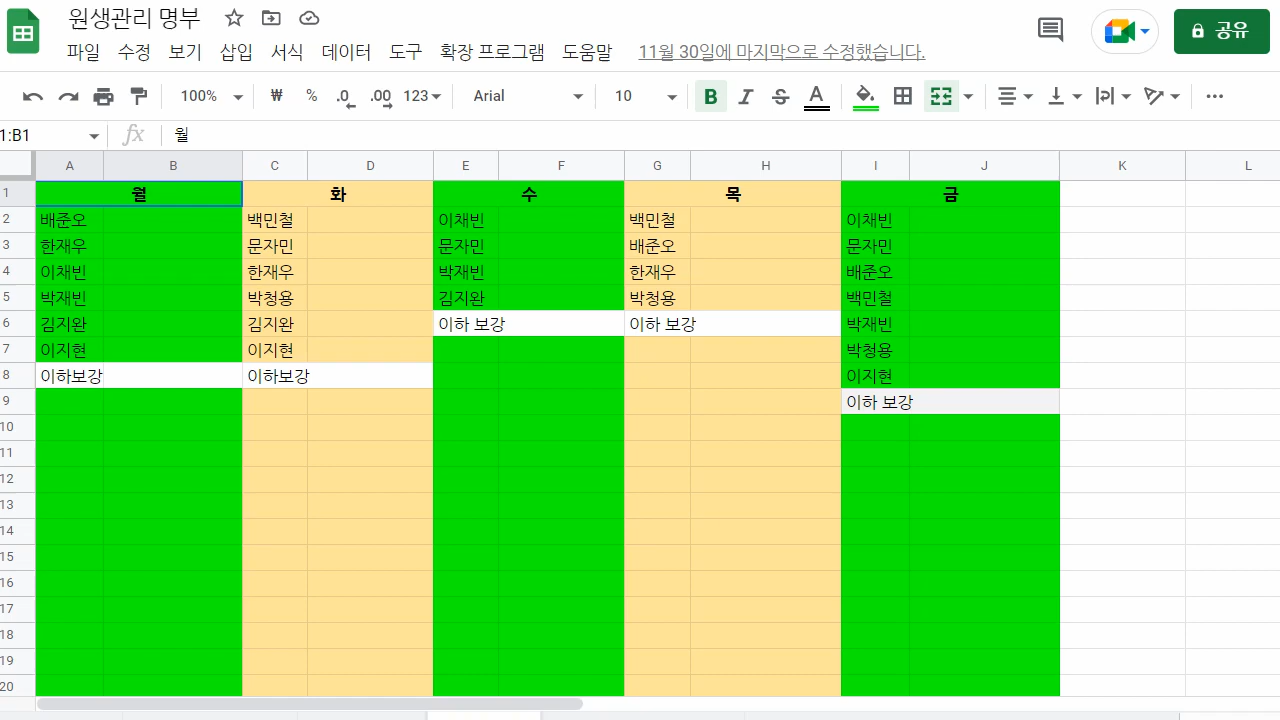 원생관리 명부
파일 수정 보기 삽입 서식 데이터 도구 확장 프로그램 도움말 11월 30일에 마지막으로 수정했습니다.
공유
100% ₩ % .0 .00 123 Arial 10 B I S A
1:B1 fx 월
A B C D E F G H I J K L
1 월 화 수 목 금
2 배준오 백민철 이채빈 백민철 이채빈
3 한재우 문자민 문자민 배준오 문자민
4 이채빈 한재우 박재빈 한재우 배준오
5 박재빈 박청용 김지완 박청용 백민철
6 김지완 김지완 이하 보강 이하 보강 박재빈
7 이지현 이지현 박청용
8 이하보강 이하보강 이지현
9 이하 보강
10
11
12
13
14
15
16
17
18
19
20